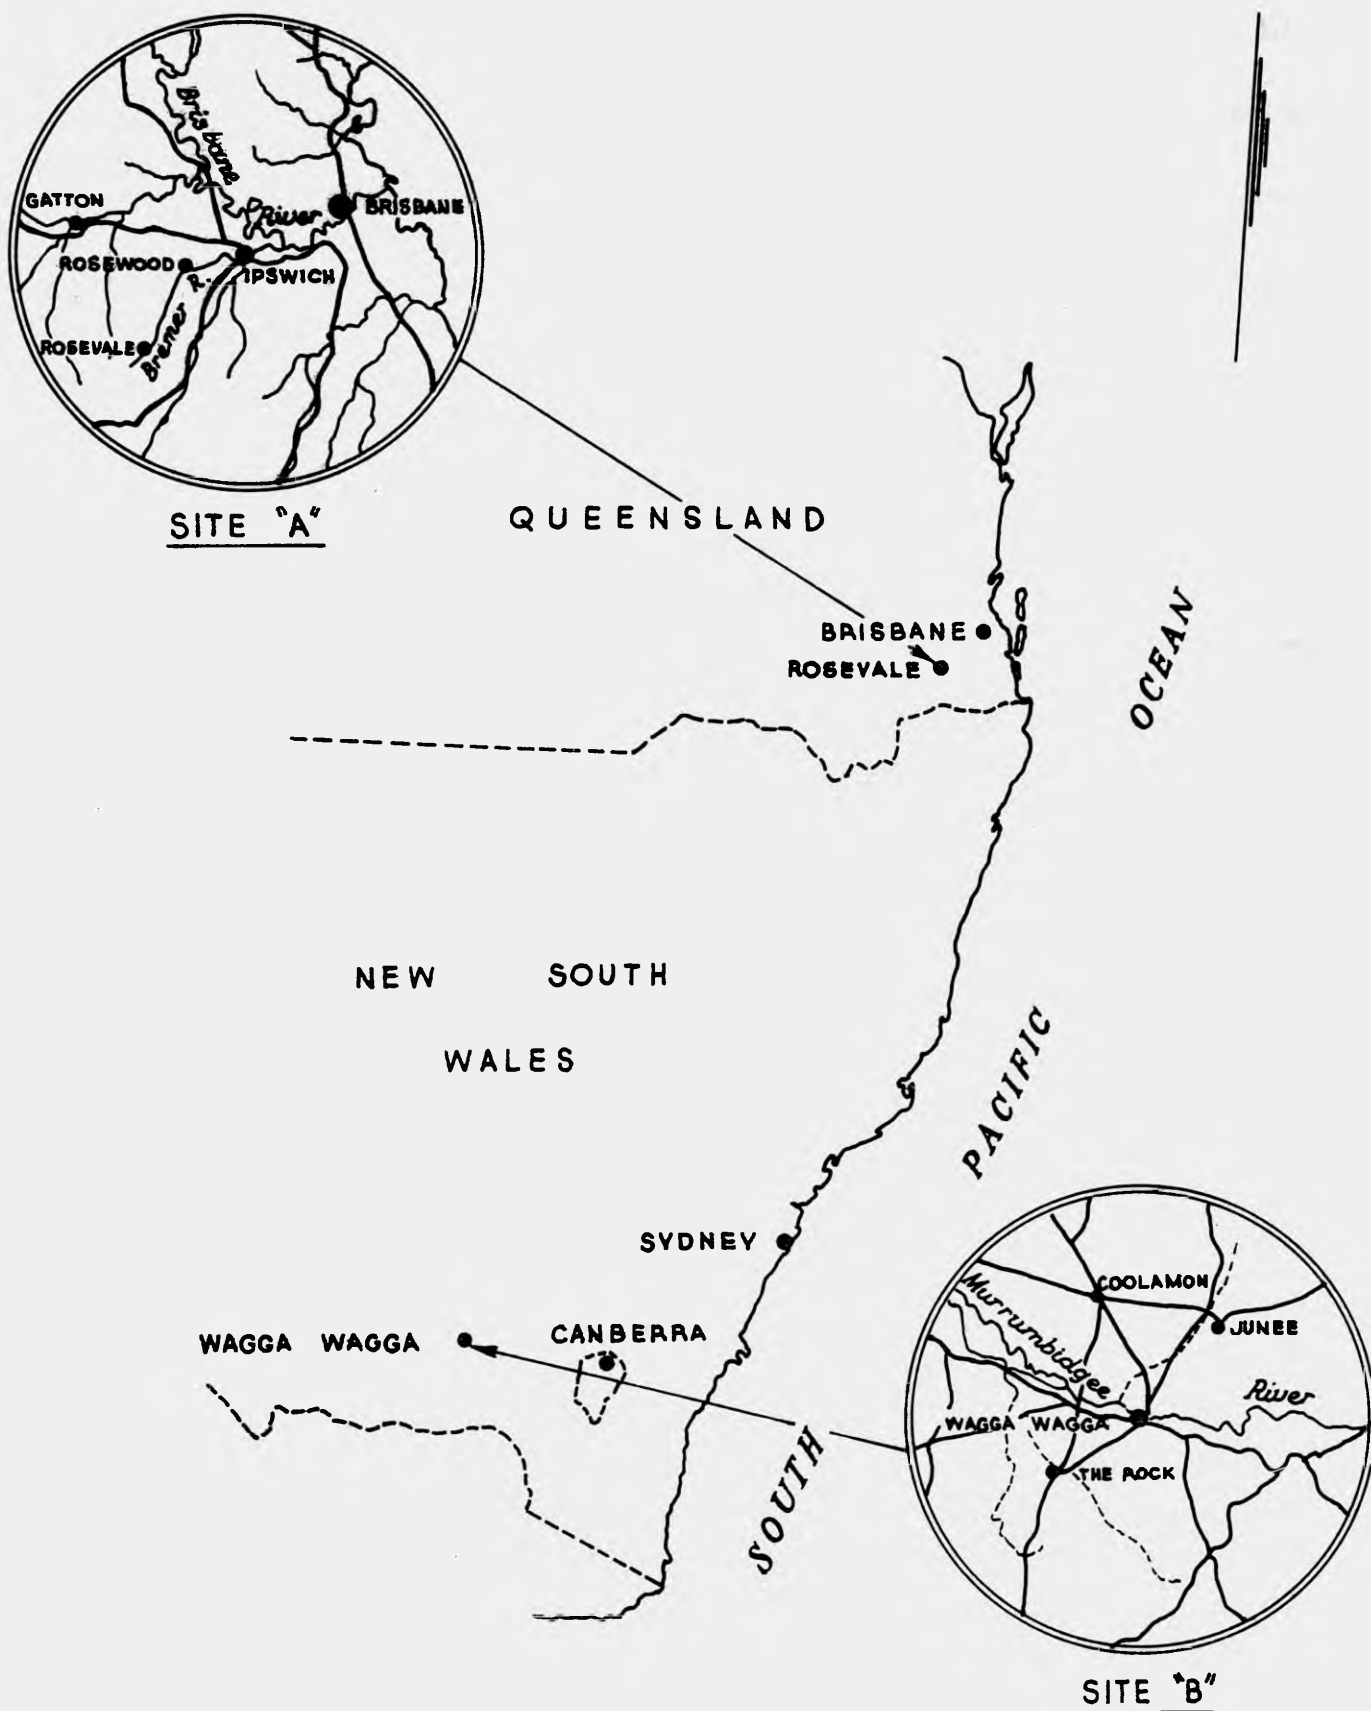 Brisbane
River
GATTON
BRISBANE
ROSEWOOD
IPSWICH
Bremer R.
ROSEVALE
SITE "A"
QUEENSLAND
BRISBANE
ROSEVALE
OCEAN
NEW SOUTH
WALES
PACIFIC
SYDNEY
WAGGA WAGGA
CANBERRA
SOUTH
COOLAMON
JUNEE
Murrumbidgee
River
WAGGA WAGGA
THE ROCK
SITE "B"